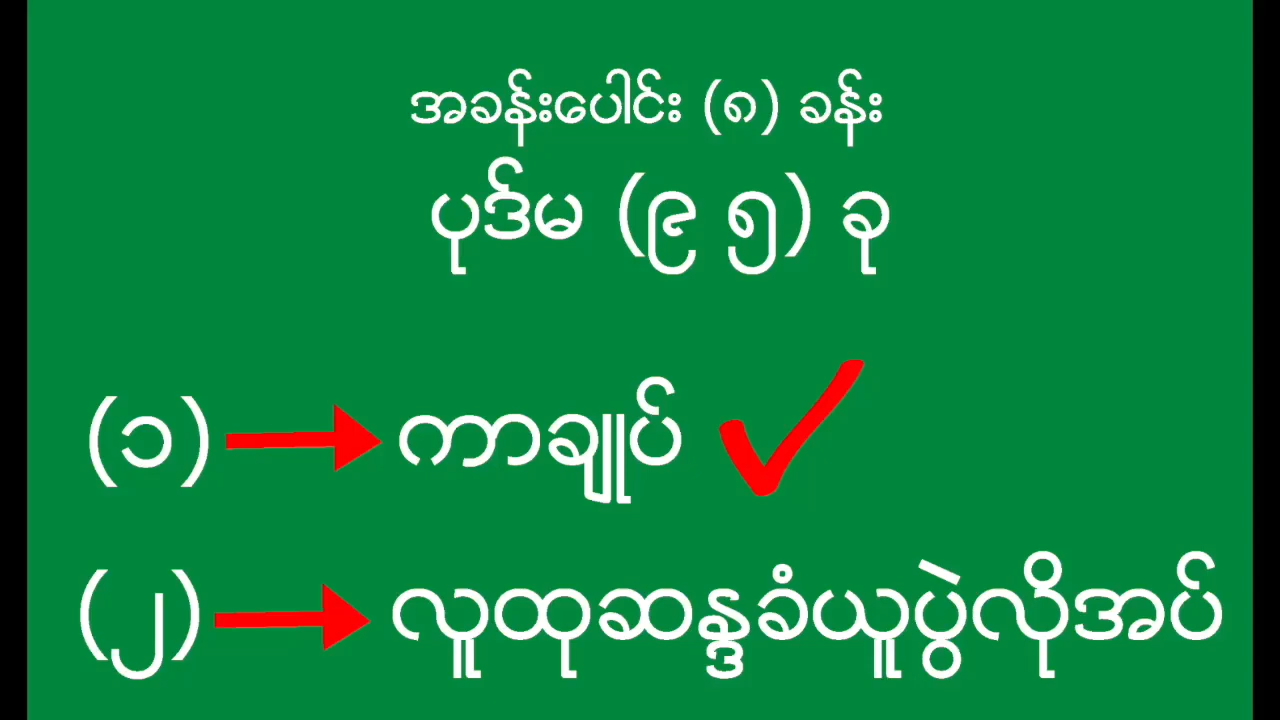 အခန်းပေါင်း (၈) ခန်း
ပုဒ်မ (၉ ၅) ခု
(၁) ကာချုပ်
(၂) လူထုဆန္ဒခံယူပွဲလိုအပ်